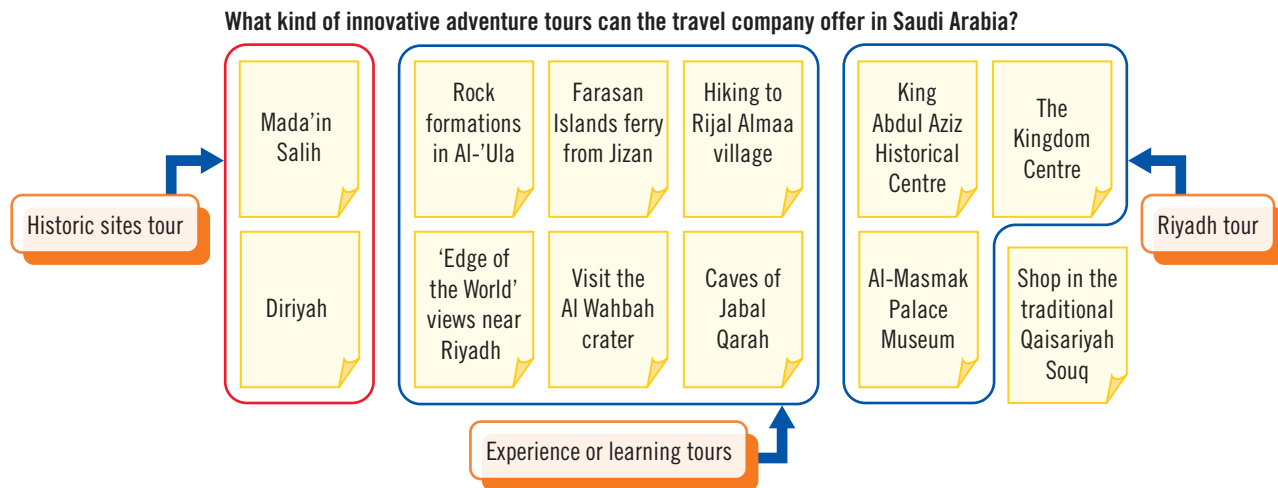 What kind of innovative adventure tours can the travel company offer in Saudi Arabia?
Mada’in
Salih
Rock
formations
in Al-’Ula
Farasan
Islands ferry
from Jizan
Hiking to
Rijal Almaa
village
King
Abdul Aziz
Historical
Centre
The
Kingdom
Centre
Historic sites tour
Riyadh tour
Diriyah
‘Edge of
the World’
views near
Riyadh
Visit the
Al Wahbah
crater
Caves of
Jabal
Qarah
Al-Masmak
Palace
Museum
Shop in the
traditional
Qaisariyah
Souq
Experience or learning tours